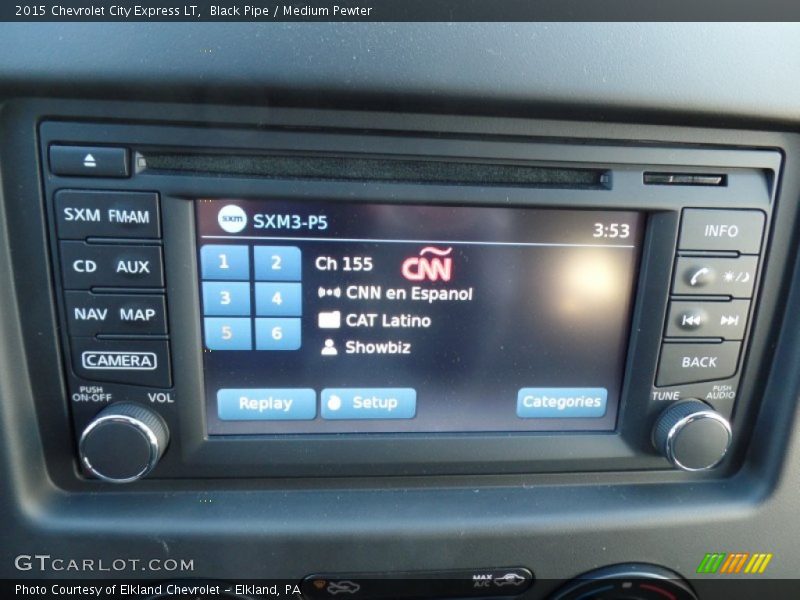 2015 Chevrolet City Express LT,  Black Pipe / Medium Pewter
SXM FM·AM
CD AUX
NAV MAP
CAMERA
PUSH
ON·OFF
VOL
sxm SXM3-P5 3:53
1 2
3 4
5 6
Ch 155 CNN
CNN en Espanol
CAT Latino
Showbiz
Replay Setup Categories
INFO
BACK
TUNE
PUSH
AUDIO
MAX
A/C
GTCARLOT.COM
Photo Courtesy of Elkland Chevrolet - Elkland, PA